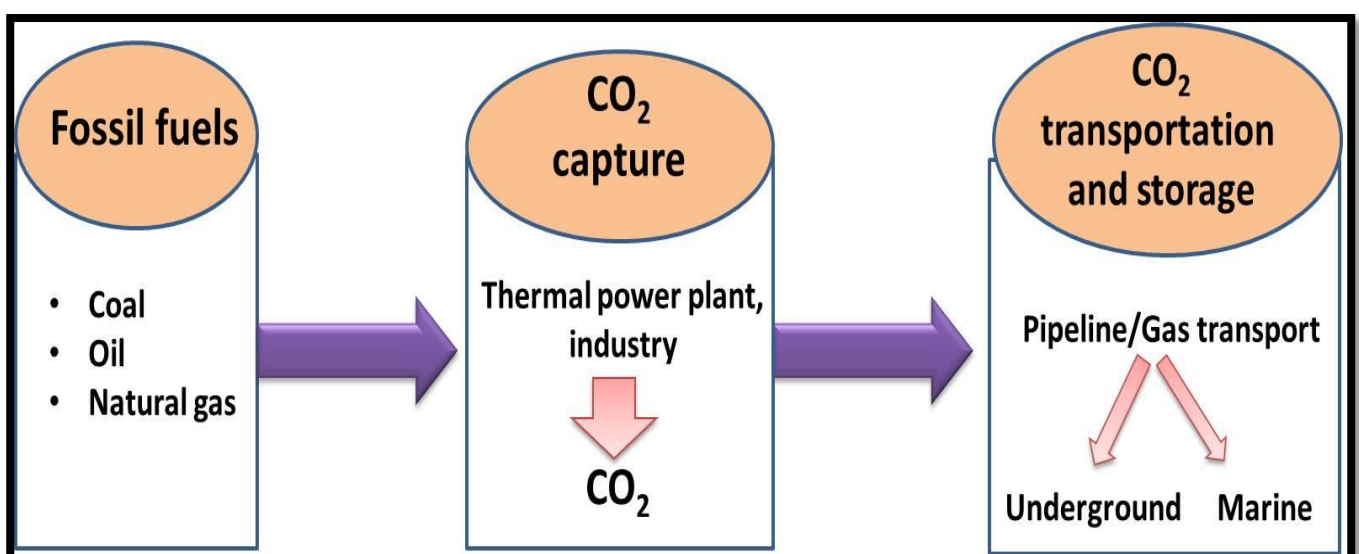 Fossil fuels
• Coal
• Oil
• Natural gas
CO₂
capture
Thermal power plant,
industry
CO₂
CO₂
transportation
and storage
Pipeline/Gas transport
Underground Marine